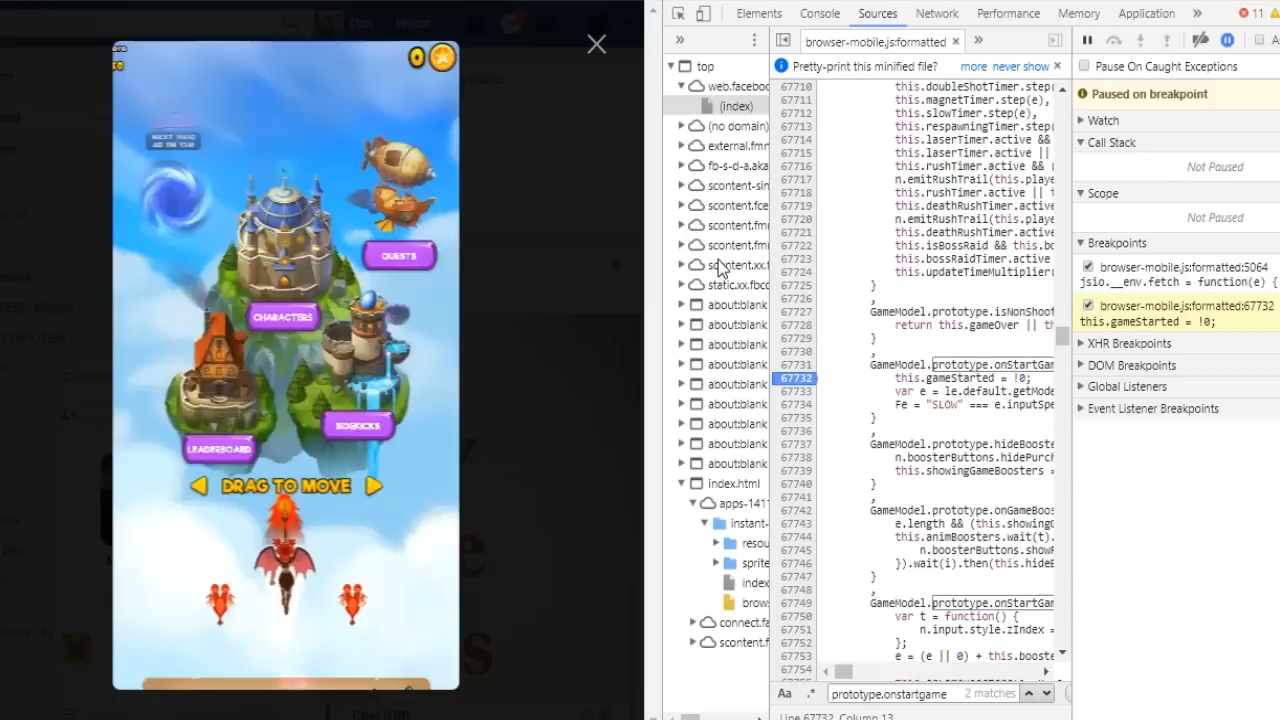 0
NEXT RAID
QUESTS
CHARACTERS
SIDEKICKS
LEADERBOARD
DRAG TO MOVE
Elements
Console
Sources
Network
Performance
Memory
Application
»
11
»
browser-mobile.js:formatted ×
»
Pretty-print this minified file?
more never show ×
top
web.faceboo
(index)
(no domain)
external.fmn
fb-s-d-a.aka
scontent-sin
scontent.fce
scontent.fmn
scontent.fmn
scontent.xx.f
static.xx.fbcd
about:blank
about:blank
about:blank
about:blank
about:blank
about:blank
about:blank
about:blank
about:blank
index.html
apps-141
instant-
resou
sprite
index
brow
connect.fa
scontent.f
67710 this.doubleShotTimer.step(
67711 this.magnetTimer.step(e),
67712 this.slowTimer.step(e),
67713 this.respawningTimer.step(
67714 this.laserTimer.active &&
67715 this.laserTimer.active ||
67716 this.rushTimer.active &&
67717 n.emitRushTrail(this.playe
67718 this.rushTimer.active || t
67719 this.deathRushTimer.active
67720 n.emitRushTrail(this.playe
67721 this.deathRushTimer.active
67722 this.isBossRaid && this.bo
67723 this.bossRaidTimer.active
67724 this.updateTimeMultiplier(
67725 }
67726 ,
67727 GameModel.prototype.isNonShoot
67728 return this.gameOver || th
67729 }
67730 ,
67731 GameModel.prototype.onStartGam
67732 this.gameStarted = !0;
67733 var e = le.default.getMode
67734 Fe = "SLOW" === e.inputSpe
67735 }
67736 ,
67737 GameModel.prototype.hideBooste
67738 n.boosterButtons.hidePurch
67739 this.showingGameBoosters =
67740 }
67741 ,
67742 GameModel.prototype.onGameBoos
67743 e.length && (this.showingG
67744 this.animBoosters.wait(t).
67745 n.boosterButtons.showP
67746 }).wait(i).then(this.hideB
67747 }
67748 ,
67749 GameModel.prototype.onStartGam
67750 var t = function() {
67751 n.input.style.zIndex =
67752 };
67753 e = (e || 0) + this.booste
67754
Aa .* prototype.onstartgame 2 matches
Line 67732, Column 13
Pause On Caught Exceptions
Paused on breakpoint
Watch
Call Stack
Not Paused
Scope
Not Paused
Breakpoints
browser-mobile.js:formatted:5064
jsio.__env.fetch = function(e) {
browser-mobile.js:formatted:67732
this.gameStarted = !0;
XHR Breakpoints
DOM Breakpoints
Global Listeners
Event Listener Breakpoints